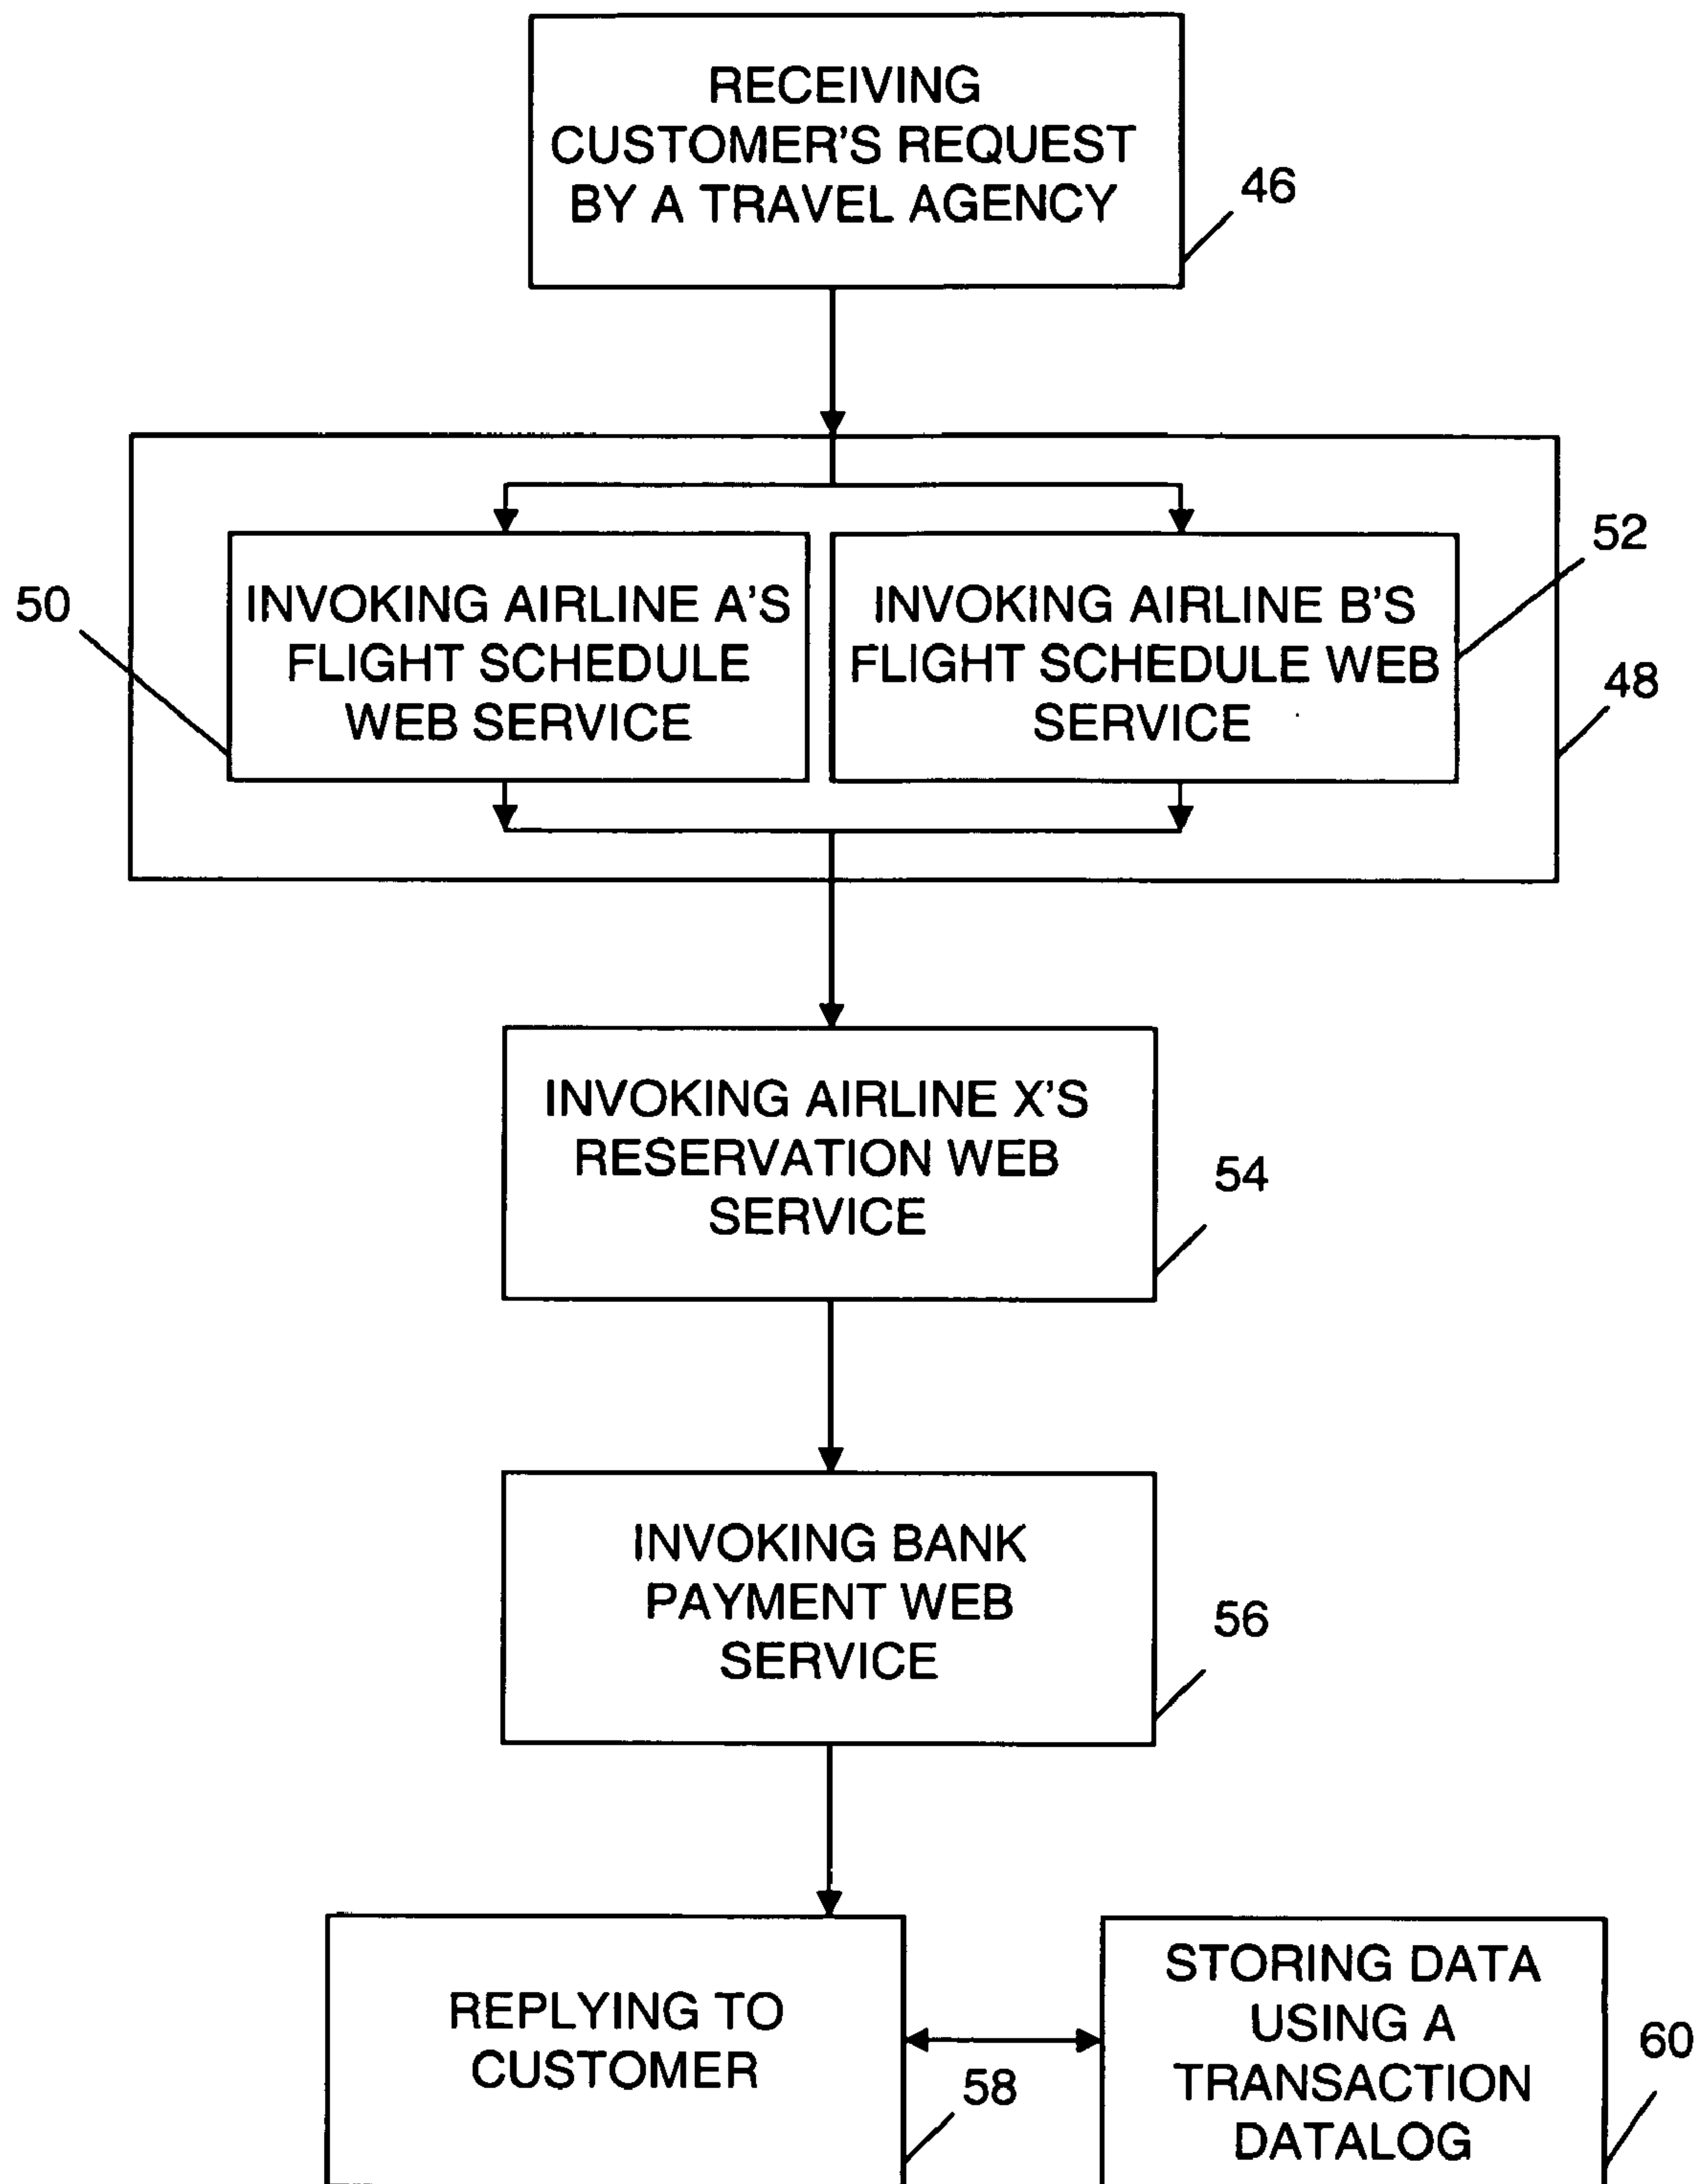 RECEIVING
CUSTOMER'S REQUEST
BY A TRAVEL AGENCY
46
52
50
INVOKING AIRLINE A'S
FLIGHT SCHEDULE
WEB SERVICE
INVOKING AIRLINE B'S
FLIGHT SCHEDULE WEB
SERVICE
48
INVOKING AIRLINE X'S
RESERVATION WEB
SERVICE
54
INVOKING BANK
PAYMENT WEB
SERVICE
56
REPLYING TO
CUSTOMER
58
STORING DATA
USING A
TRANSACTION
DATALOG
60